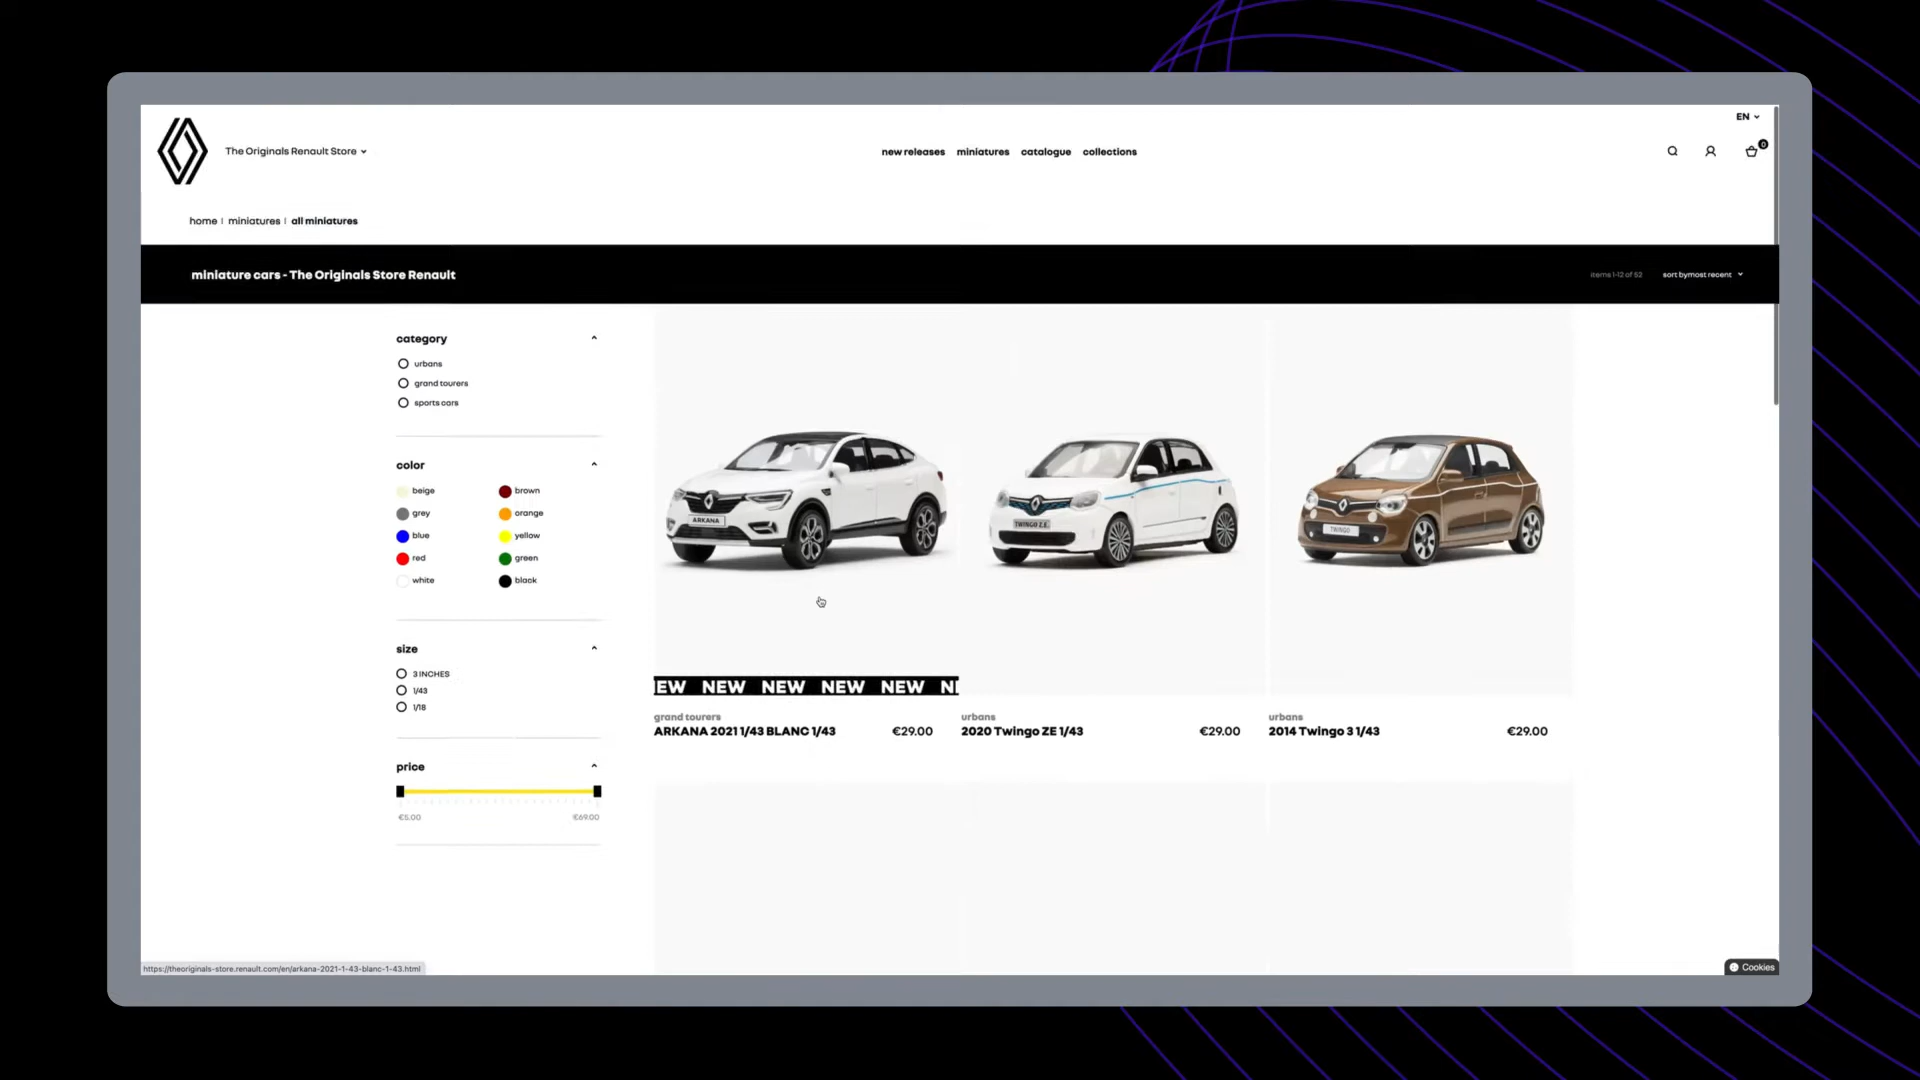 EN
The Originals Renault Store
new releases miniatures catalogue collections
0
home | miniatures | all miniatures
miniature cars - The Originals Store Renault
items 1-12 of 52
sort bymost recent
category
urbans
grand tourers
sports cars
color
beige brown
grey orange
blue yellow
red green
white black
size
3 INCHES
1/43
1/18
price
€5.00 €69.00
ARKANA
TWINGO Z.E.
TWINGO
EW NEW NEW NEW NEW N
grand tourers
ARKANA 2021 1/43 BLANC 1/43 €29.00
urbans
2020 Twingo ZE 1/43 €29.00
urbans
2014 Twingo 3 1/43 €29.00
https://theoriginals-store.renault.com/en/arkana-2021-1-43-blanc-1-43.html
Cookies